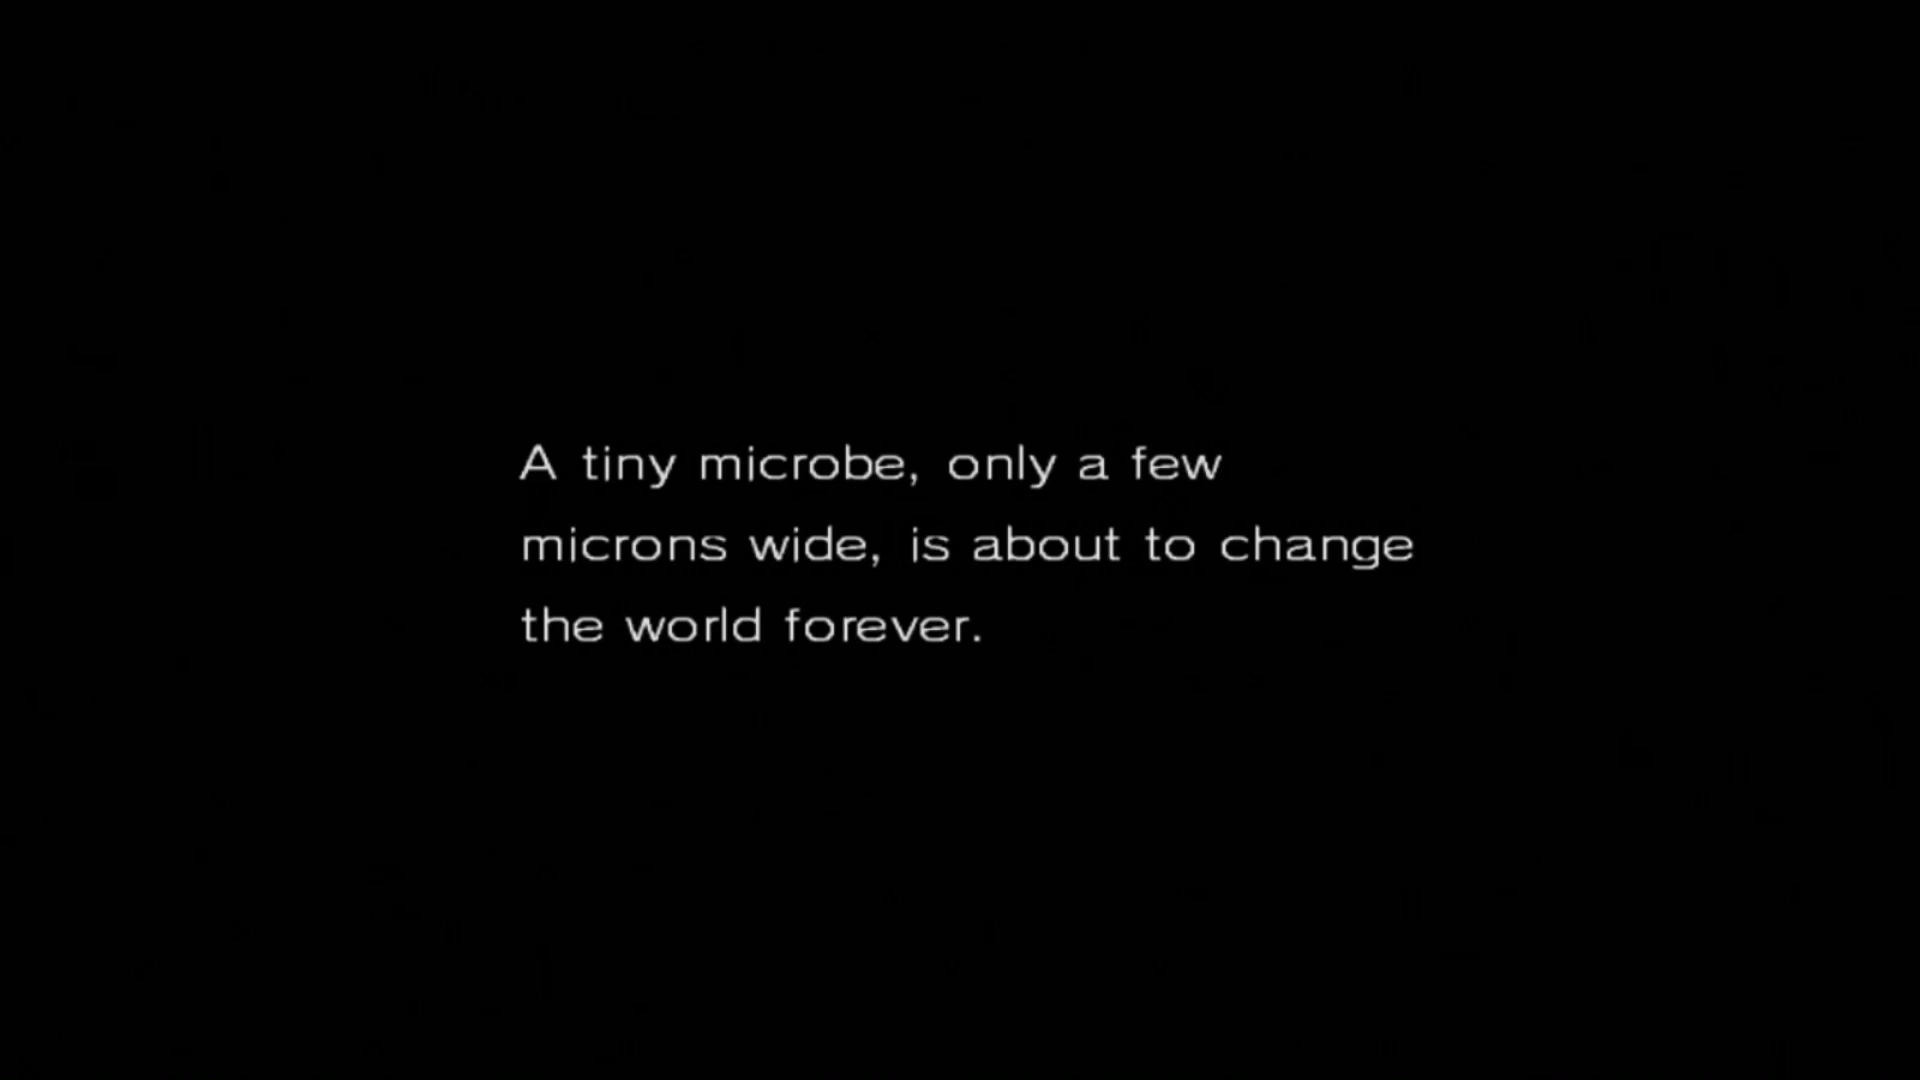 A tiny microbe, only a few
microns wide, is about to change
the world forever.